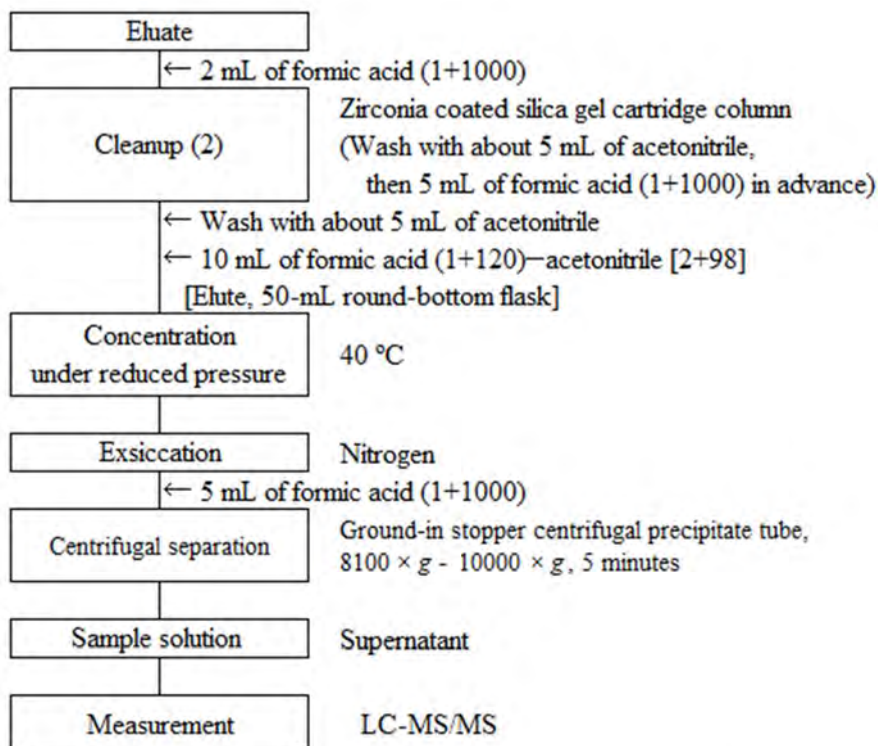 Eluate
← 2 mL of formic acid (1+1000)
Cleanup (2)
Zirconia coated silica gel cartridge column
(Wash with about 5 mL of acetonitrile,
then 5 mL of formic acid (1+1000) in advance)
← Wash with about 5 mL of acetonitrile
← 10 mL of formic acid (1+120)−acetonitrile [2+98]
[Elute, 50-mL round-bottom flask]
Concentration
under reduced pressure
40 ºC
Exsiccation
Nitrogen
← 5 mL of formic acid (1+1000)
Centrifugal separation
Ground-in stopper centrifugal precipitate tube,
8100 × g - 10000 × g, 5 minutes
Sample solution
Supernatant
Measurement
LC-MS/MS